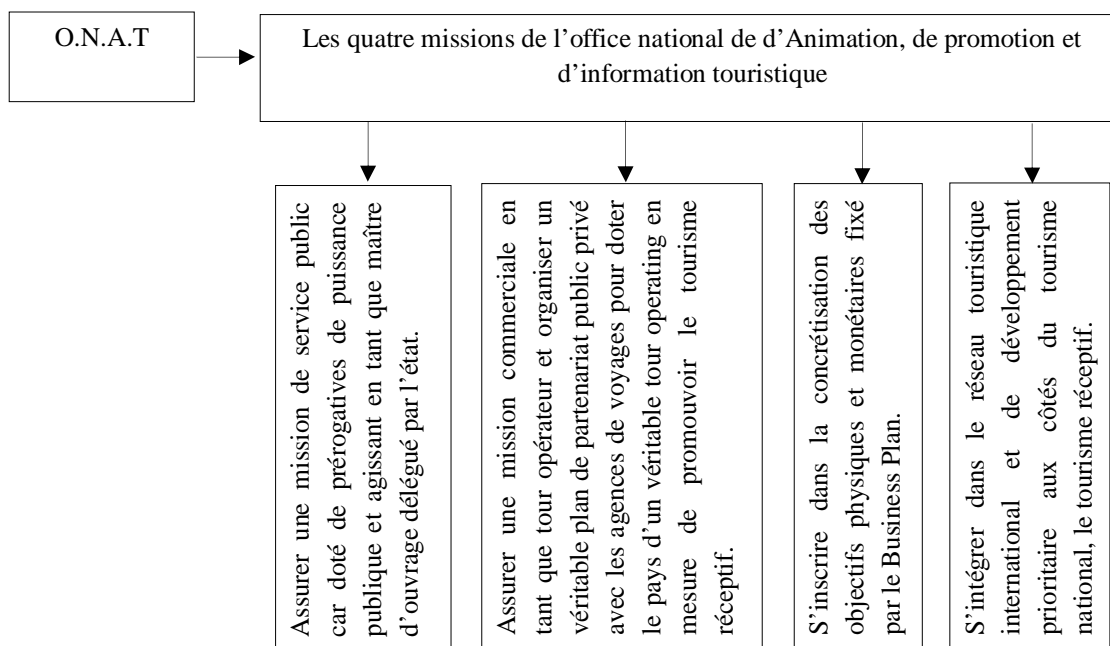 O.N.A.T
Les quatre missions de l’office national de d’Animation, de promotion et
d’information touristique
Assurer une mission de service public
car doté de prérogatives de puissance
publique et agissant en tant que maître
d’ouvrage délégué par l’état.
Assurer une mission commerciale en
tant que tour opérateur et organiser un
véritable plan de partenariat public privé
avec les agences de voyages pour doter
le pays d’un véritable tour operating en
mesure de promouvoir le tourisme
réceptif.
S’inscrire dans la concrétisation des
objectifs physiques et monétaires fixé
par le Business Plan.
S’intégrer dans le réseau touristique
international et de développement
prioritaire aux côtés du tourisme
national, le tourisme réceptif.